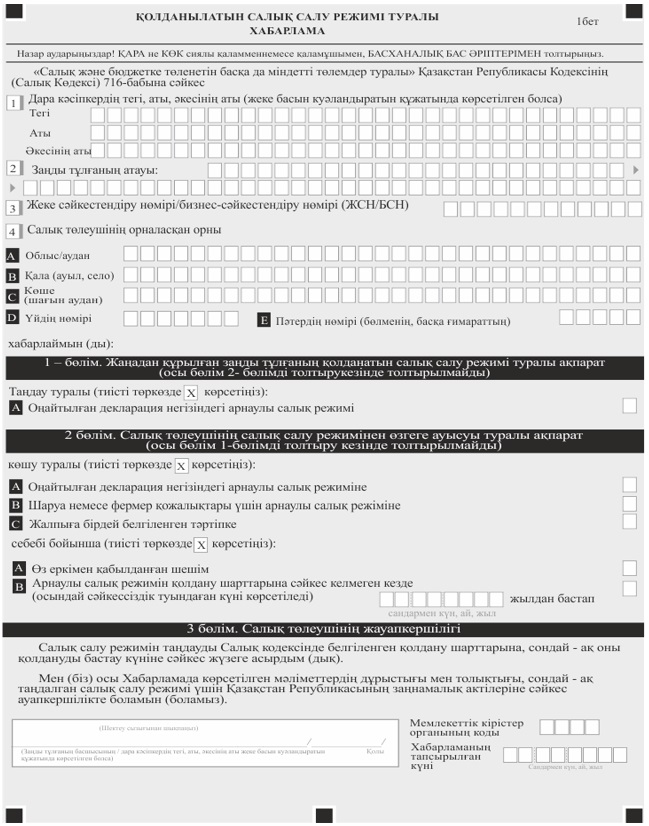 ҚОЛДАНЫЛАТЫН САЛЫҚ САЛУ РЕЖИМІ ТУРАЛЫ
ХАБАРЛАМА
1бет
Назар аударыңыздар! ҚАРА не КӨК сиялы қаламменнемесе қаламұшымен, БАСХАНАЛЫҚ БАС ӘРІПТЕРІМЕН толтырыңыз.
«Салық және бюджетке төленетін басқа да міндетті төлемдер туралы» Қазақстан Республикасы Кодексінің
(Салық Кодексі) 716-бабына сәйкес
1 Дара кәсіпкердің тегі, аты, әкесінің аты (жеке басын куәландыратын құжатында көрсетілген болса)
Тегі
Аты
Әкесінің аты
2 Заңды тұлғаның атауы:
3 Жеке сәйкестендіру нөмірі/бизнес-сәйкестендіру нөмірі (ЖСН/БСН)
4 Салық төлеушінің орналасқан орны
A Облыс/аудан
B Қала (ауыл, село)
C Көше
(шағын аудан)
D Үйдің нөмірі
E Пәтердің нөмірі (бөлменің, басқа ғимараттың)
хабарлаймын (ды):
1 – бөлім. Жаңадан құрылған заңды тұлғаның қолданатын салық салу режимі туралы ақпарат
(осы бөлім 2- бөлімді толтырукезінде толтырылмайды)
Таңдау туралы (тиісті торкөзде X көрсетіңіз):
A Оңайтылған декларация негізіндегі арнаулы салық режимі
2 бөлім. Салық төлеушінің салық салу режимінен өзгеге ауысуы туралы ақпарат
(осы бөлім 1-бөлімді толтыру кезінде толтырылмайды)
көшу туралы (тиісті торкөзде X көрсетіңіз):
A Оңайтылған декларация негізіндегі арнаулы салық режиміне
B Шаруа немесе фермер қожалықтары үшін арнаулы салық режіміне
C Жалпыға бірдей белгіленген тәртіпке
себебі бойынша (тиісті торкөзде X көрсетіңіз):
A Өз еркімен қабылданған шешім
B Арнаулы салық режимін қолдану шарттарына сәйкес келмеген кезде
(осындай сәйкессіздік туындаған күні көрсетіледі)
жылдан бастап
сандармен күн, ай, жыл
3 бөлім. Салық төлеушінің жауапкершілігі
Салық салу режимін таңдауды Салық кодексінде белгіленген қолдану шарттарына, сондай - ақ оны
қолдануды бастау күніне сәйкес жүзеге асырдым (дық).
Мен (біз) осы Хабарламада көрсетілген мәліметтердің дұрыстығы мен толықтығы, сондай - ақ
таңдалған салық салу режимі үшін Қазақстан Республикасының заңнамалық актілеріне сәйкес
ауапкершілікте боламын (боламыз).
(Шектеу сызығынан шықпаңыз)
/ /
(Заңды тұлғаның басшысының / дара кәсіпкердің тегі, аты, әкесінің аты жеке басын куәландыратын
құжатында көрсетілген болса)
Қолы
Мемлекеттік кірістер
органының коды
Хабарламаның
тапсырылған
күні
Сандармен күн, ай, жыл